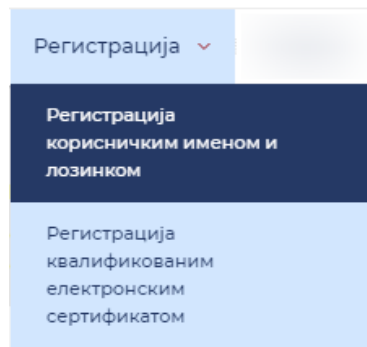 Регистрација
Регистрација
корисничким именом и
лозинком
Регистрација
квалификованим
електронским
сертификатом